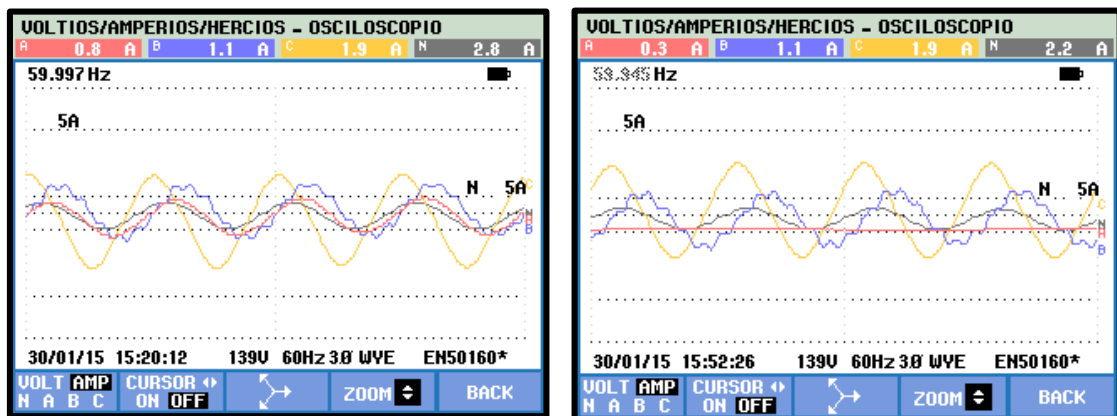 VOLTIOS/AMPERIOS/HERCIOS - OSCILOSCOPIO
A 0.8 A B 1.1 A C 1.9 A N 2.8 A
59.997 Hz
5A
N 5A C
N
A
B
30/01/15 15:20:12 139V 60Hz 3Ø WYE EN50160*
VOLT AMP CURSOR ZOOM BACK
N A B C ON OFF
VOLTIOS/AMPERIOS/HERCIOS - OSCILOSCOPIO
A 0.3 A B 1.1 A C 1.9 A N 2.2 A
59.945 Hz
5A
N 5A
C
N
A
B
30/01/15 15:52:26 139V 60Hz 3Ø WYE EN50160*
VOLT AMP CURSOR ZOOM BACK
N A B C ON OFF